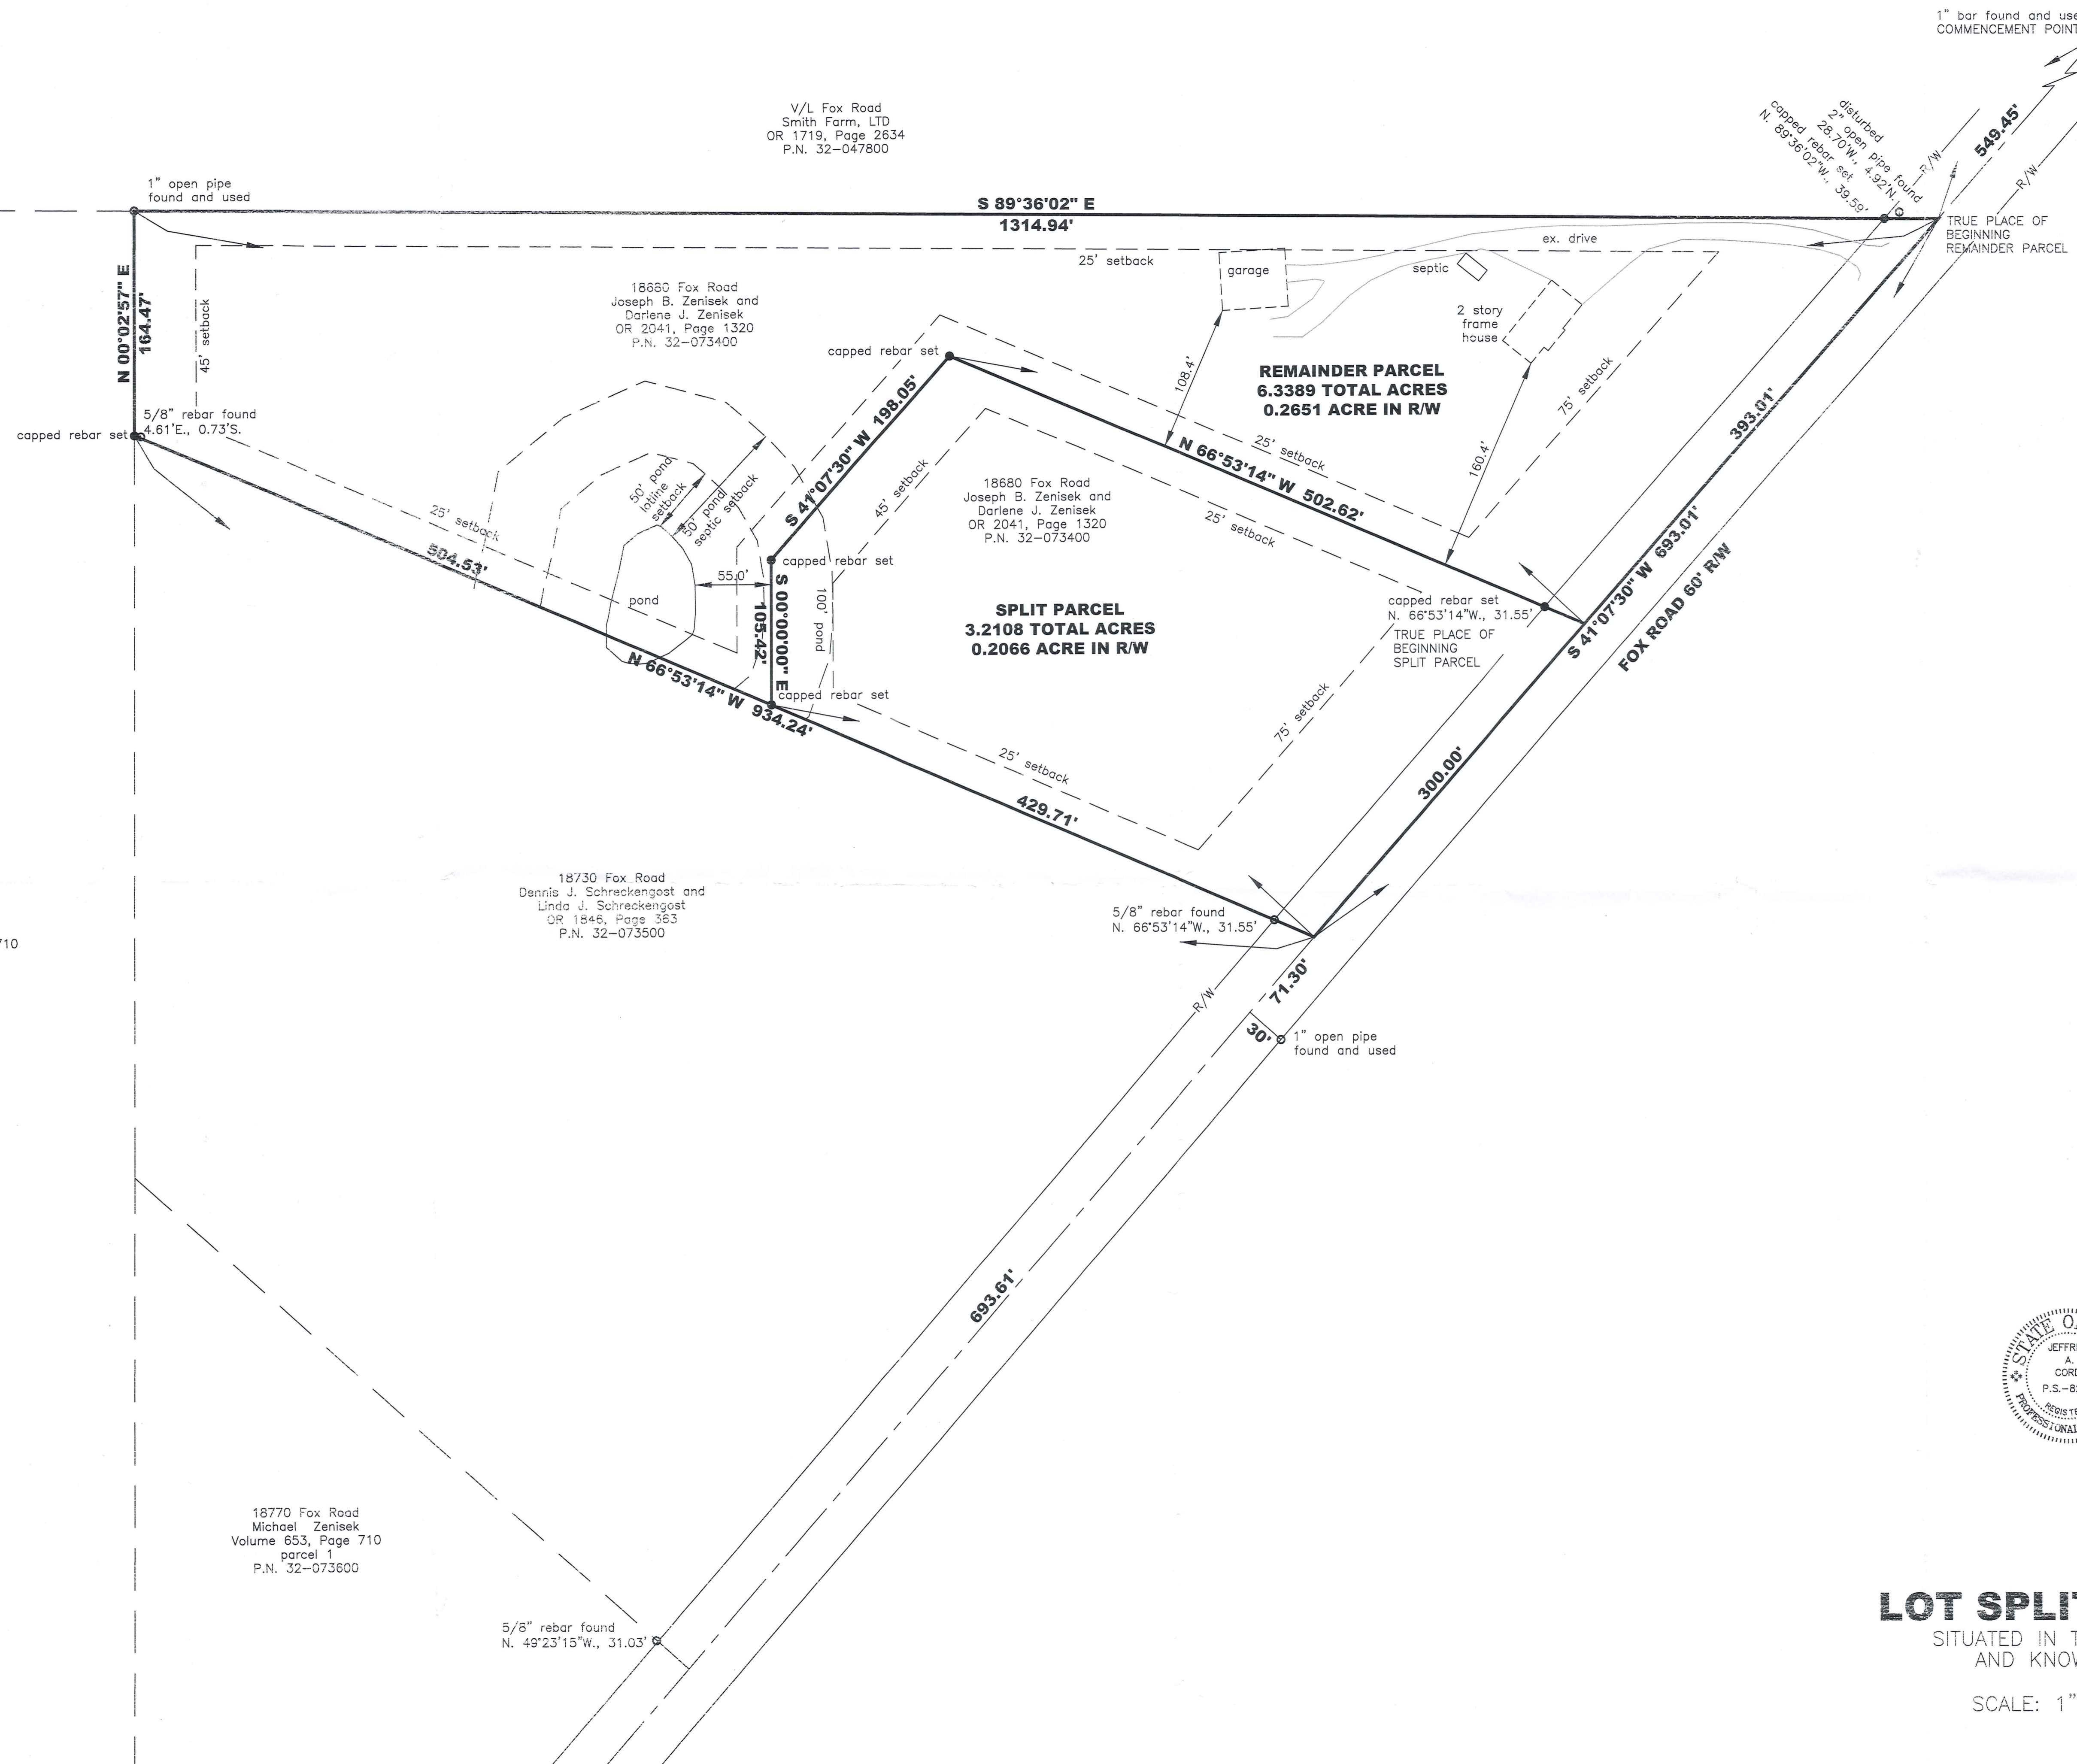 1" bar found and use
COMMENCEMENT POINT
V/L Fox Road
Smith Farm, LTD
OR 1719, Page 2634
P.N. 32-047800
549.45'
R/W
R/W
disturbed
2" open pipe found
28.70'W., 4.92'N.
capped rebar set
N. 89°36'02"W., 39.59'
1" open pipe
found and used
S 89°36'02" E
1314.94'
TRUE PLACE OF
BEGINNING
REMAINDER PARCEL
ex. drive
25' setback
garage
septic
2 story
frame
house
N 00°02'57" E
164.47'
45' setback
18680 Fox Road
Joseph B. Zenisek and
Darlene J. Zenisek
OR 2041, Page 1320
P.N. 32-073400
capped rebar set
108.4'
REMAINDER PARCEL
6.3389 TOTAL ACRES
0.2651 ACRE IN R/W
75' setback
393.01'
5/8" rebar found
4.61'E., 0.73'S.
capped rebar set
S 41°07'30" W 198.05'
N 66°53'14" W 502.62'
25' setback
160.4'
50' pond
lotline
setback
50' pond
septic setback
45' setback
18680 Fox Road
Joseph B. Zenisek and
Darlene J. Zenisek
OR 2041, Page 1320
P.N. 32-073400
25' setback
25' setback
504.53'
55.0'
capped rebar set
pond
S 00°00'00" E
105.42'
100' pond
SPLIT PARCEL
3.2108 TOTAL ACRES
0.2066 ACRE IN R/W
capped rebar set
N. 66°53'14"W., 31.55'
TRUE PLACE OF
BEGINNING
SPLIT PARCEL
S 41°07'30" W 693.01'
FOX ROAD 60' R/W
N 66°53'14" W 934.24'
capped rebar set
75' setback
25' setback
300.00'
429.71'
18730 Fox Road
Dennis J. Schreckengost and
Linda J. Schreckengost
OR 1846, Page 363
P.N. 32-073500
5/8" rebar found
N. 66°53'14"W., 31.55'
710
71.30'
R/W
30'
1" open pipe
found and used
693.61'
STATE O
JEFFR
A.
CORD
P.S.-8
REGISTE
PROFESSIONAL
18770 Fox Road
Michael Zenisek
Volume 653, Page 710
parcel 1
P.N. 32-073600
5/8" rebar found
N. 49°23'15"W., 31.03'
LOT SPLIT
SITUATED IN T
AND KNOW
SCALE: 1"